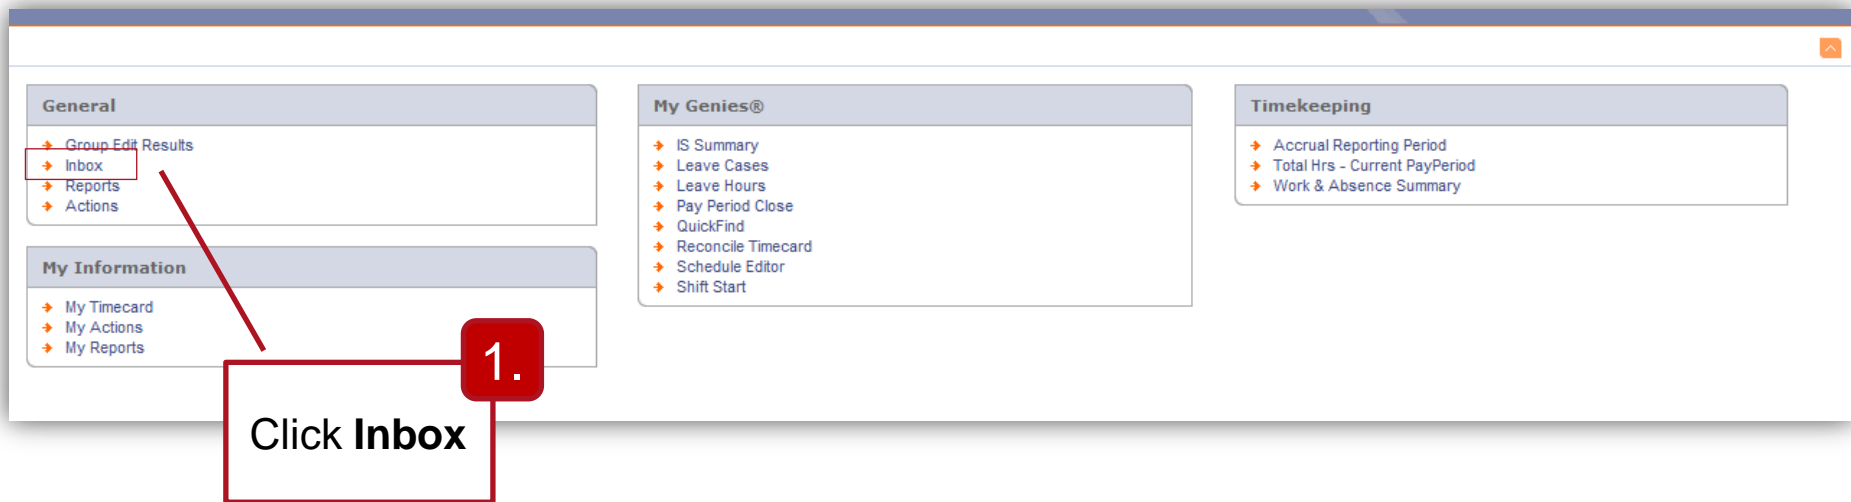 General
Group Edit Results
Inbox
Reports
Actions
My Information
My Timecard
My Actions
My Reports
My Genies®
IS Summary
Leave Cases
Leave Hours
Pay Period Close
QuickFind
Reconcile Timecard
Schedule Editor
Shift Start
Timekeeping
Accrual Reporting Period
Total Hrs - Current PayPeriod
Work & Absence Summary
1.
Click Inbox